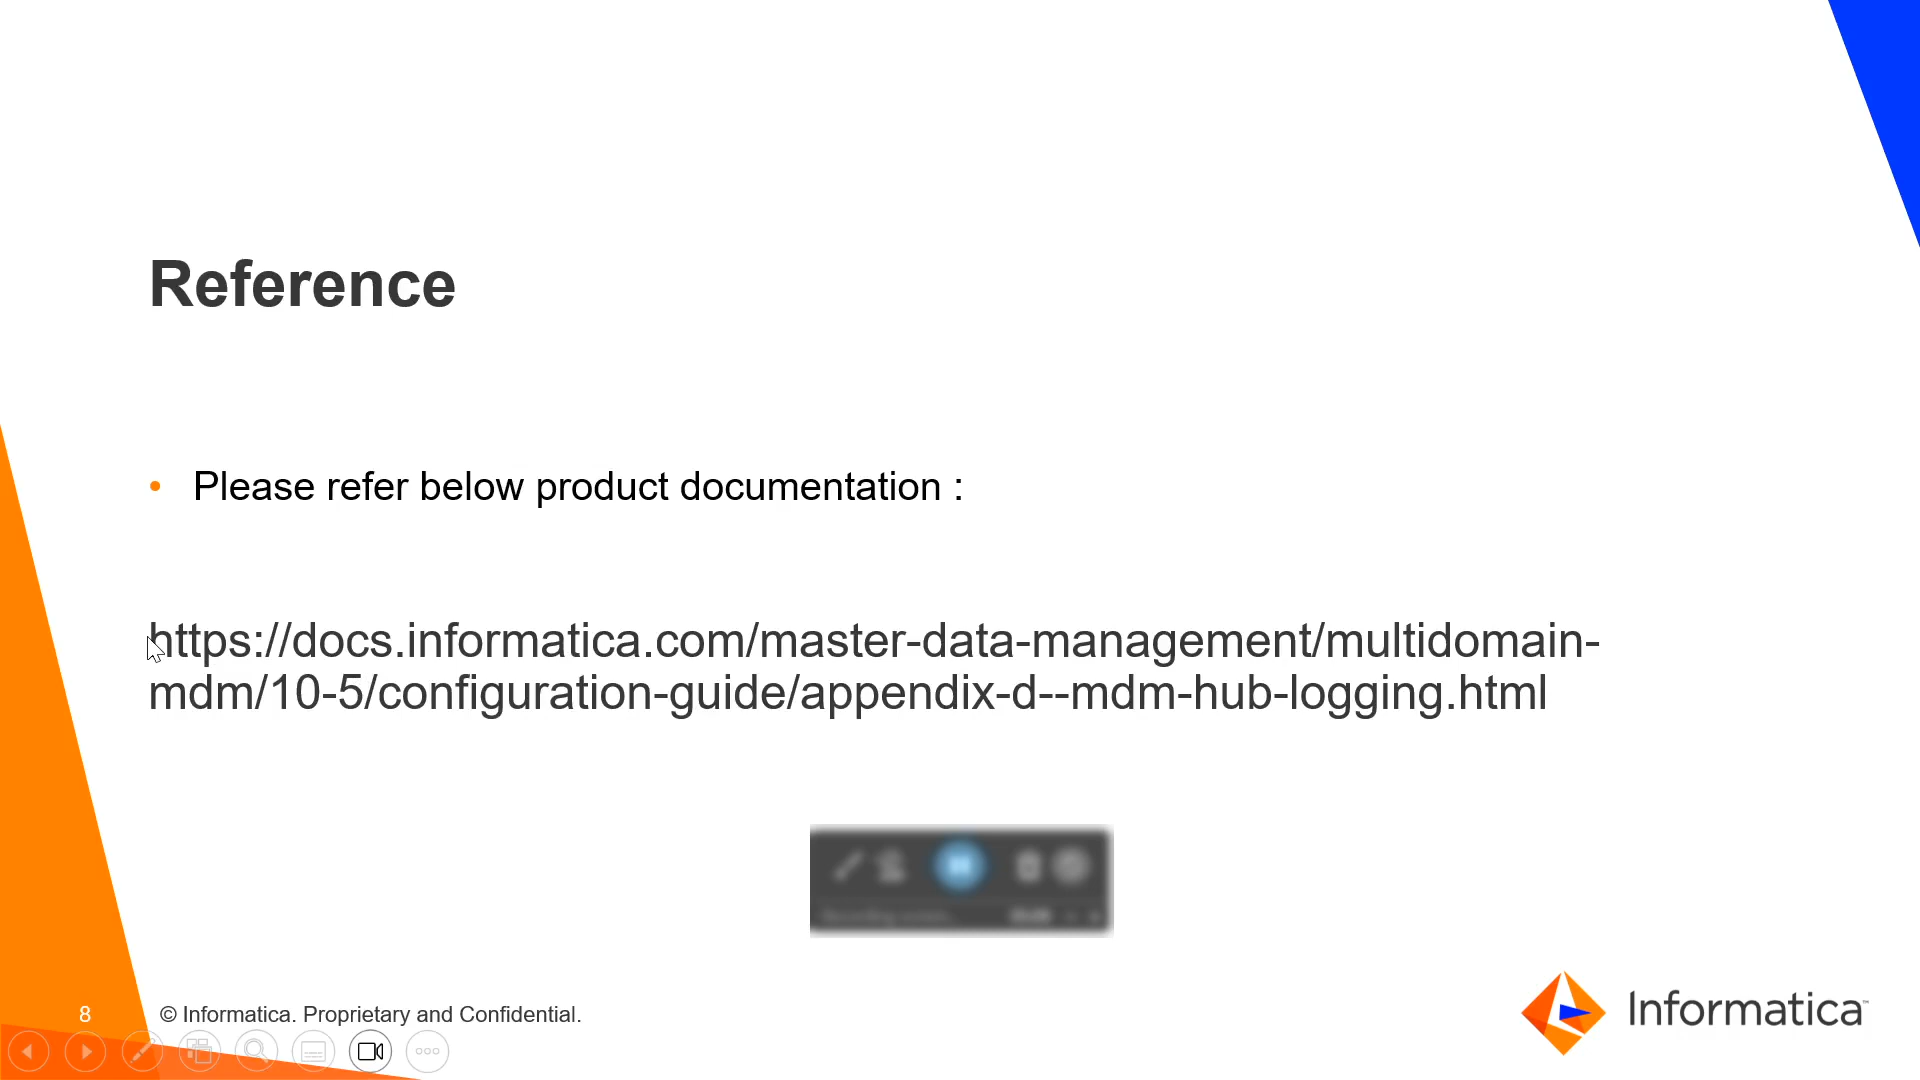 Reference
• Please refer below product documentation :
https://docs.informatica.com/master-data-management/multidomain-
mdm/10-5/configuration-guide/appendix-d--mdm-hub-logging.html
8
© Informatica. Proprietary and Confidential.
Informatica™